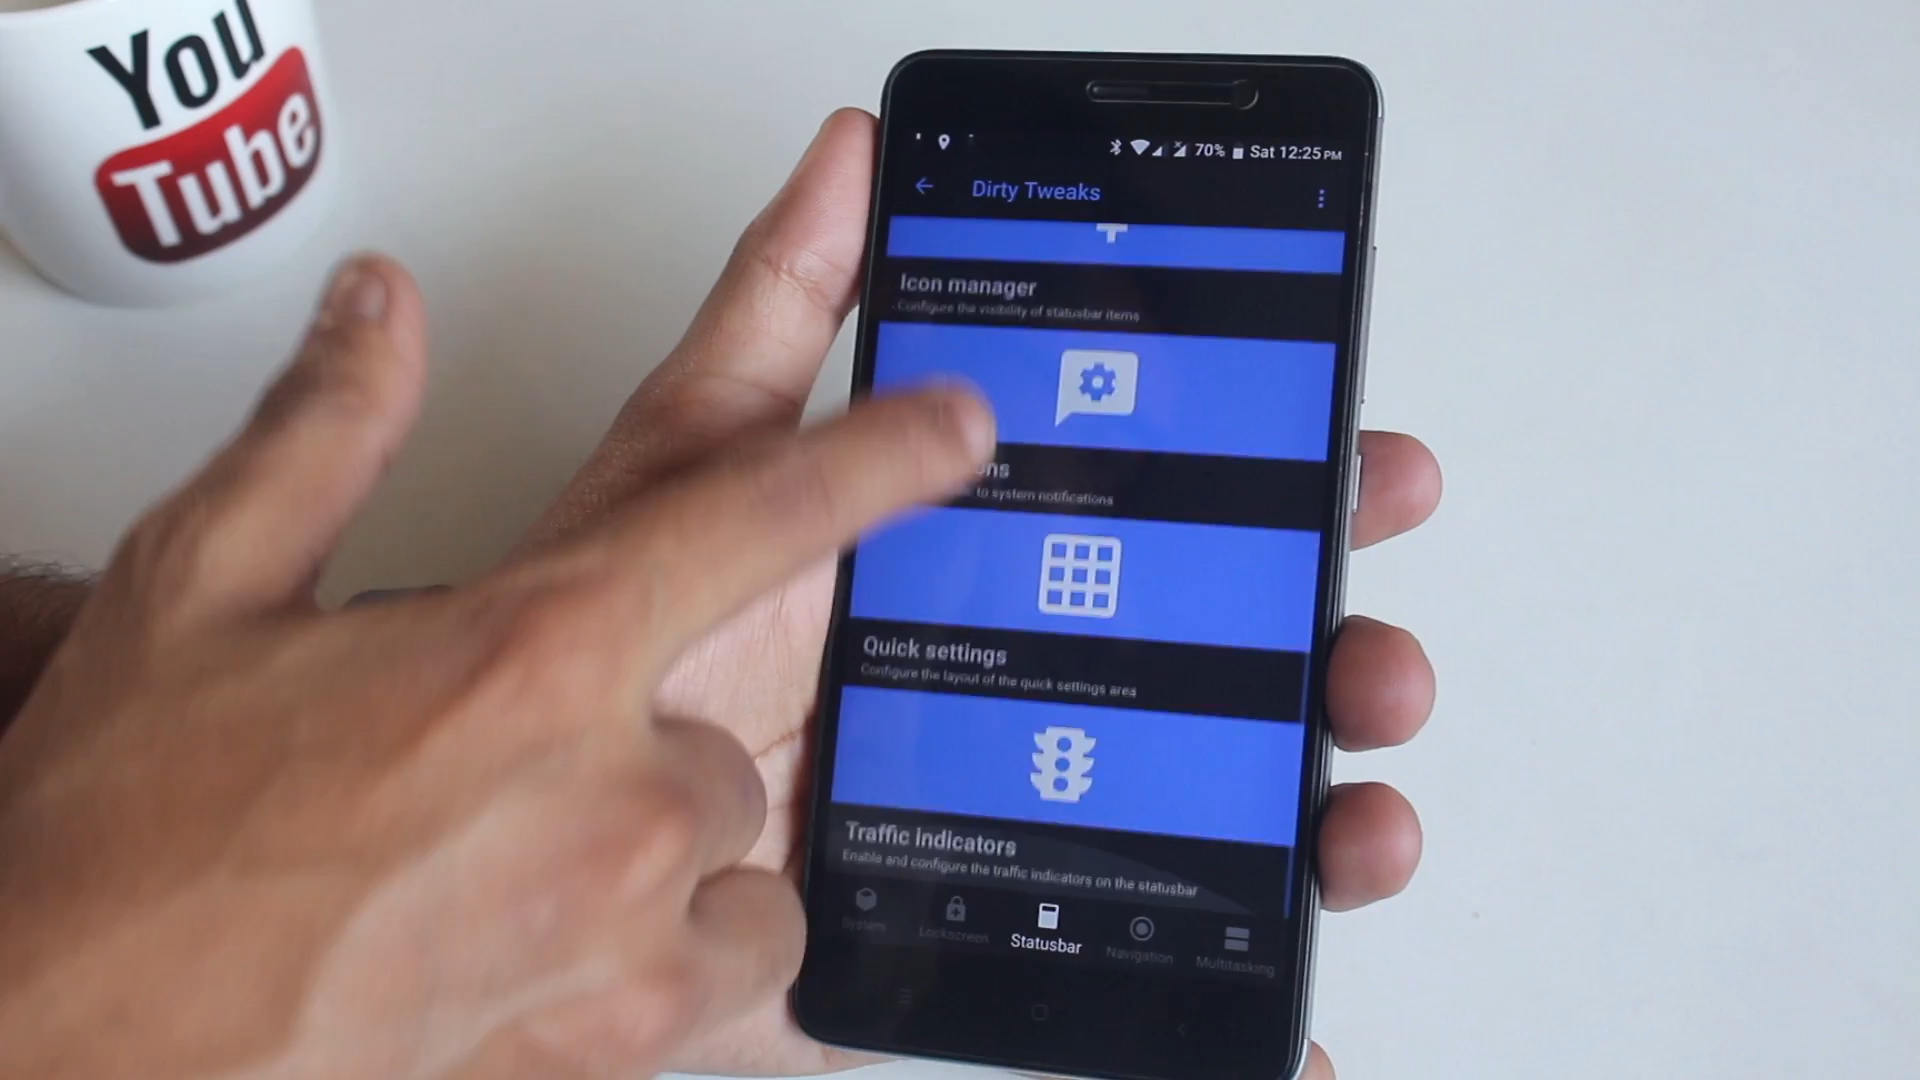 You
Tube
70% Sat 12:25 PM
Dirty Tweaks
Icon manager
Configure the visibility of statusbar items
ons
to system notifications
Quick settings
Configure the layout of the quick settings area
Traffic indicators
Enable and configure the traffic indicators on the statusbar
System
Lockscreen
Statusbar
Navigation
Multitasking